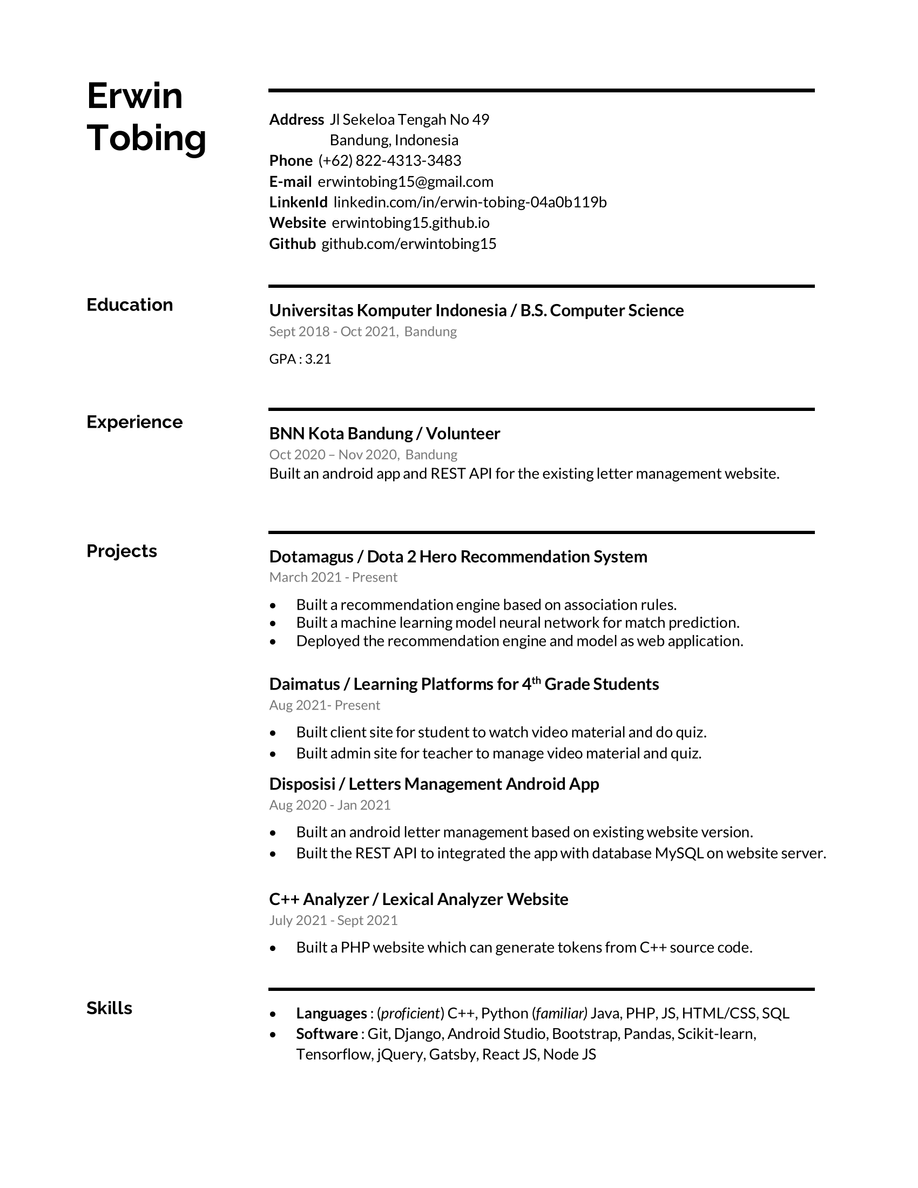 Erwin
Tobing
Address Jl Sekeloa Tengah No 49
Bandung, Indonesia
Phone (+62) 822-4313-3483
E-mail erwintobing15@gmail.com
LinkenId linkedin.com/in/erwin-tobing-04a0b119b
Website erwintobing15.github.io
Github github.com/erwintobing15
Education
Universitas Komputer Indonesia / B.S. Computer Science
Sept 2018 - Oct 2021, Bandung
GPA : 3.21
Experience
BNN Kota Bandung / Volunteer
Oct 2020 – Nov 2020, Bandung
Built an android app and REST API for the existing letter management website.
Projects
Dotamagus / Dota 2 Hero Recommendation System
March 2021 - Present
• Built a recommendation engine based on association rules.
• Built a machine learning model neural network for match prediction.
• Deployed the recommendation engine and model as web application.
Daimatus / Learning Platforms for 4th Grade Students
Aug 2021- Present
• Built client site for student to watch video material and do quiz.
• Built admin site for teacher to manage video material and quiz.
Disposisi / Letters Management Android App
Aug 2020 - Jan 2021
• Built an android letter management based on existing website version.
• Built the REST API to integrated the app with database MySQL on website server.
C++ Analyzer / Lexical Analyzer Website
July 2021 - Sept 2021
• Built a PHP website which can generate tokens from C++ source code.
Skills
• Languages : (proficient) C++, Python (familiar) Java, PHP, JS, HTML/CSS, SQL
• Software : Git, Django, Android Studio, Bootstrap, Pandas, Scikit-learn,
Tensorflow, jQuery, Gatsby, React JS, Node JS